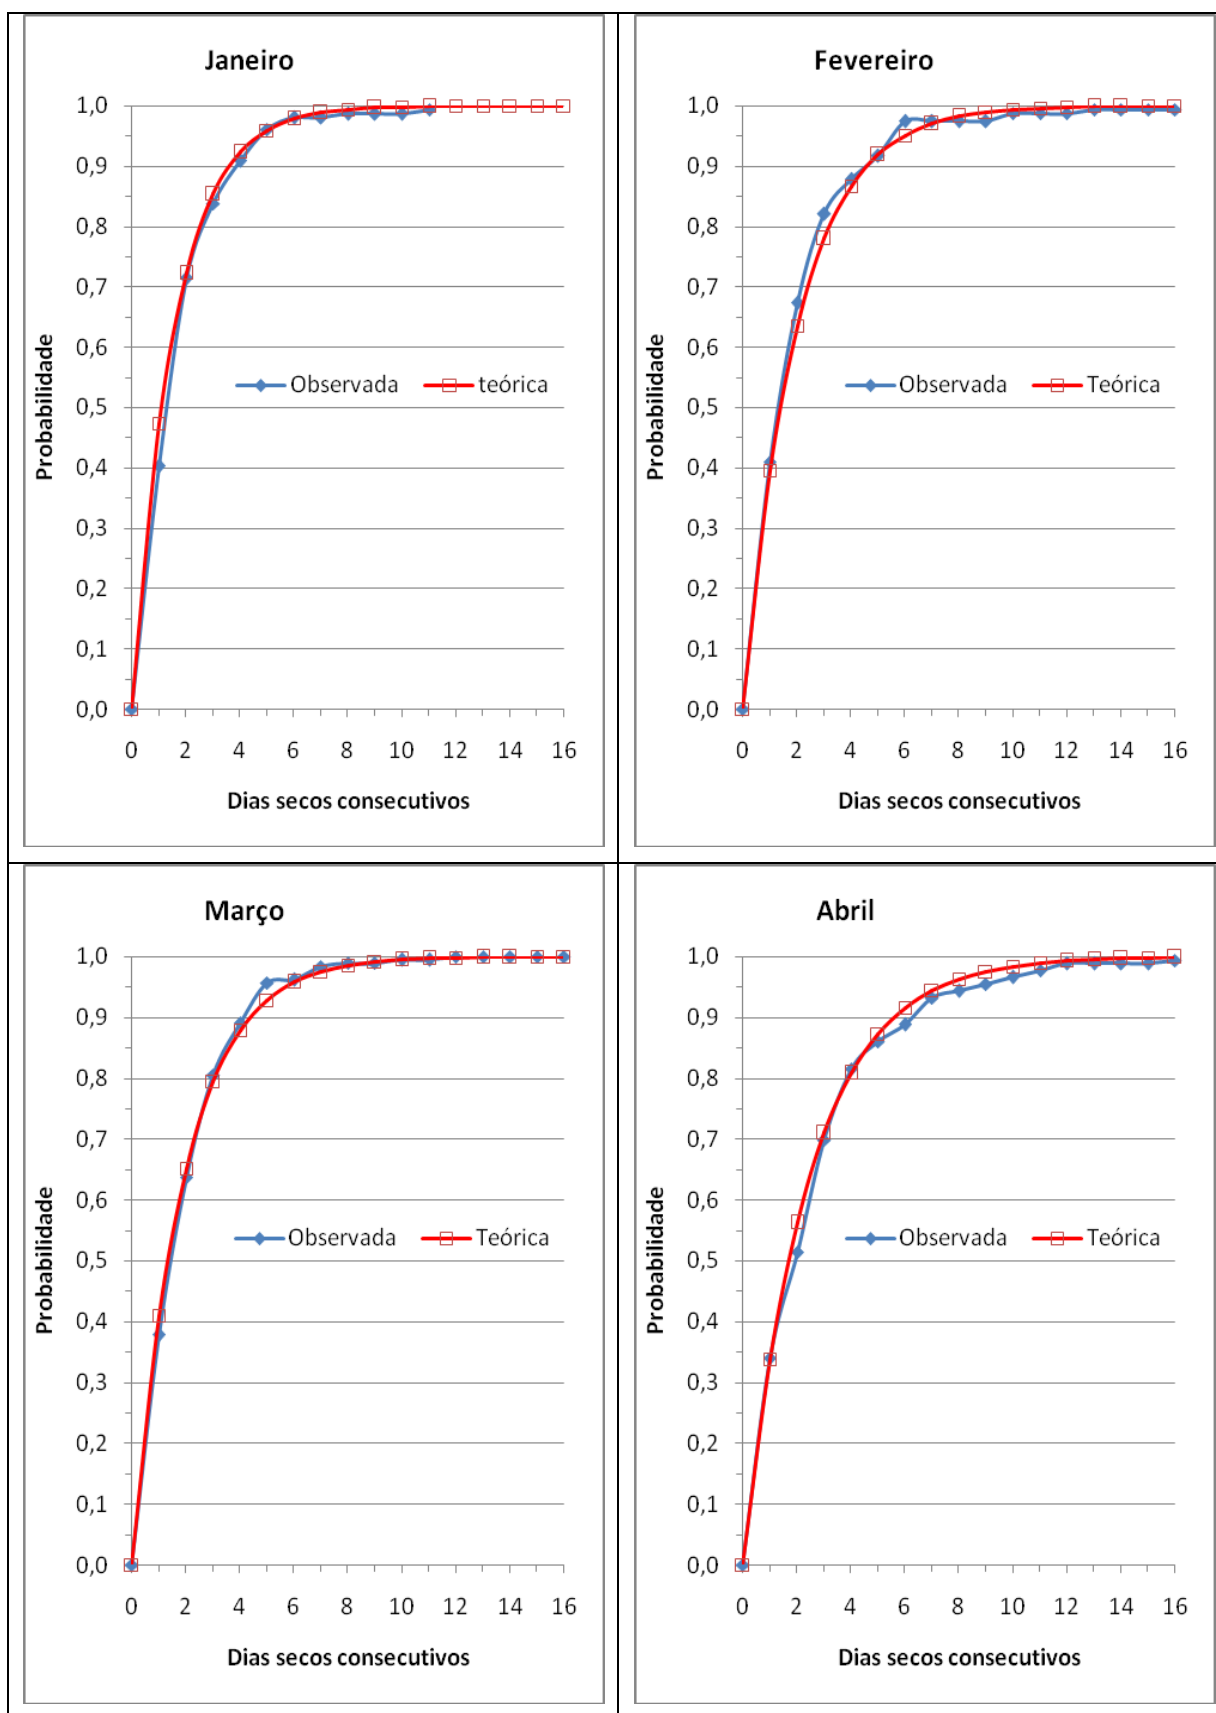 Janeiro
1,0
0,9
0,8
0,7
0,6
0,5
0,4
0,3
0,2
0,1
0,0
Probabilidade
Observada teórica
0 2 4 6 8 10 12 14 16
Dias secos consecutivos
Fevereiro
1,0
0,9
0,8
0,7
0,6
0,5
0,4
0,3
0,2
0,1
0,0
Probabilidade
Observada Teórica
0 2 4 6 8 10 12 14 16
Dias secos consecutivos
Março
1,0
0,9
0,8
0,7
0,6
0,5
0,4
0,3
0,2
0,1
0,0
Probabilidade
Observada Teórica
0 2 4 6 8 10 12 14 16
Dias secos consecutivos
Abril
1,0
0,9
0,8
0,7
0,6
0,5
0,4
0,3
0,2
0,1
0,0
Probabilidade
Observada Teórica
0 2 4 6 8 10 12 14 16
Dias secos consecutivos